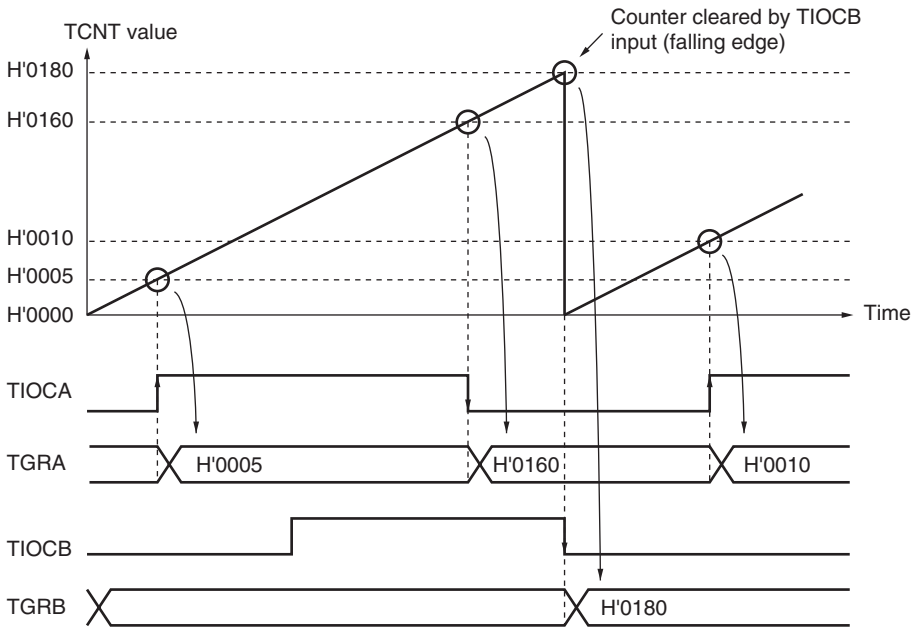 Counter cleared by TIOCB
input (falling edge)
TCNT value
H'0180
H'0160
H'0010
H'0005
H'0000
Time
TIOCA
TGRA
H'0005
H'0160
H'0010
TIOCB
TGRB
H'0180